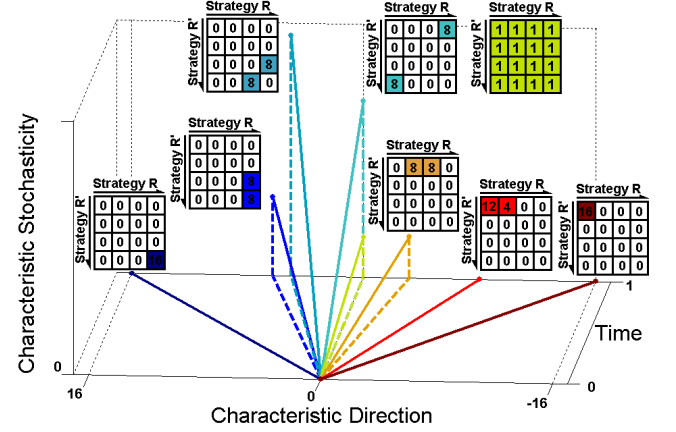 Strategy R
Strategy R'
0 0 0 0
0 0 0 0
0 0 0 8
0 0 8 0
Strategy R
Strategy R'
0 0 0 8
0 0 0 0
0 0 0 0
8 0 0 0
Strategy R
Strategy R'
1 1 1 1
1 1 1 1
1 1 1 1
1 1 1 1
Strategy R
Strategy R'
0 0 0 0
0 0 0 0
0 0 0 8
0 0 0 8
Strategy R
Strategy R'
0 8 8 0
0 0 0 0
0 0 0 0
0 0 0 0
Strategy R
Strategy R'
0 0 0 0
0 0 0 0
0 0 0 0
0 0 0 16
Strategy R
Strategy R'
12 4 0 0
0 0 0 0
0 0 0 0
0 0 0 0
Strategy R
Strategy R'
16 0 0 0
0 0 0 0
0 0 0 0
0 0 0 0
Characteristic Stochasticity
0
16
0
-16
Characteristic Direction
1
Time
0